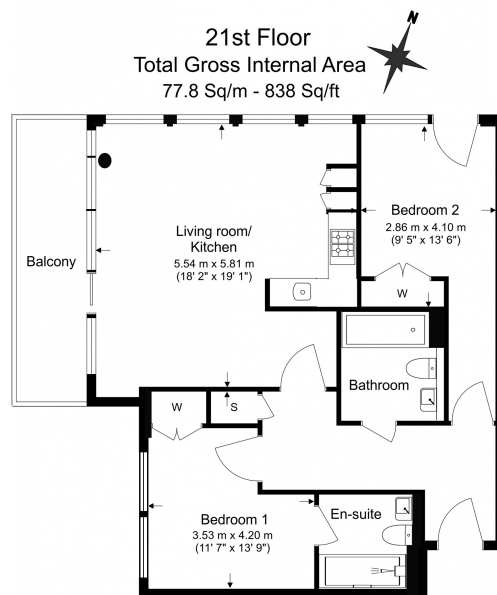 N
21st Floor
Total Gross Internal Area
77.8 Sq/m - 838 Sq/ft
Bedroom 2
2.86 m x 4.10 m
(9' 5" x 13' 6")
Living room/
Kitchen
5.54 m x 5.81 m
(18' 2" x 19' 1")
Balcony
W
Bathroom
W
S
Bedroom 1
3.53 m x 4.20 m
(11' 7" x 13' 9")
En-suite